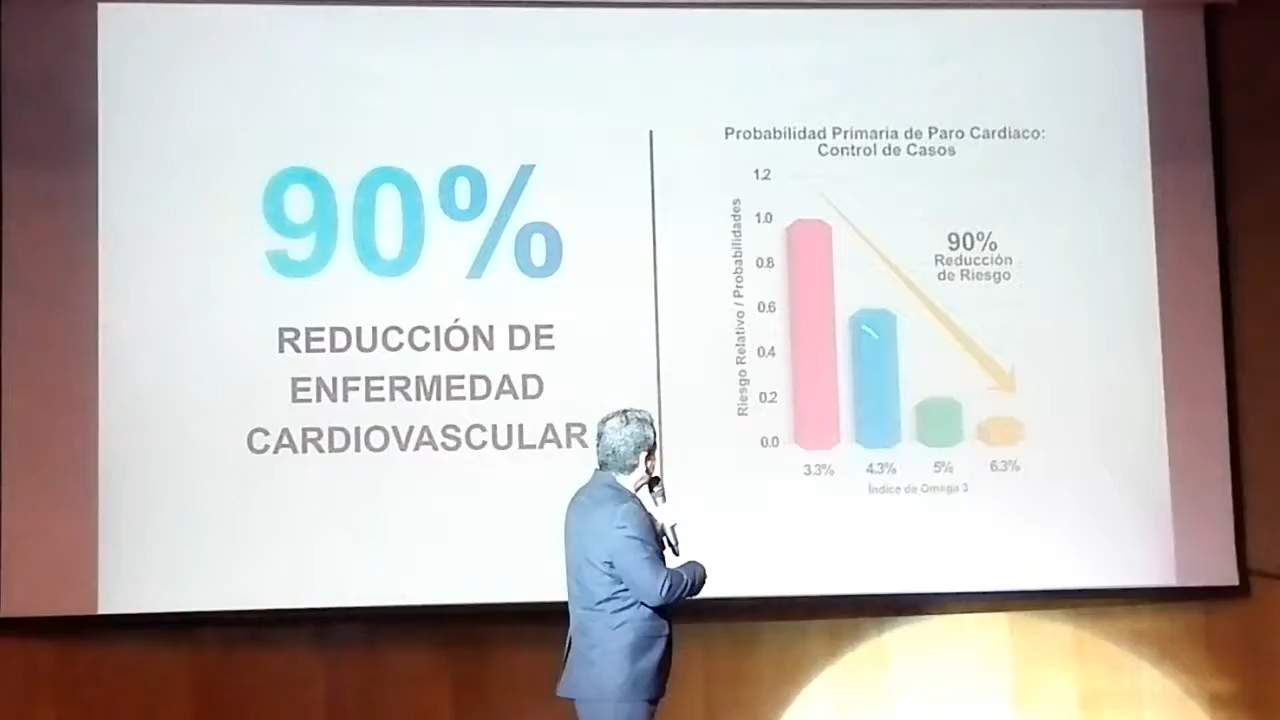 90%
REDUCCIÓN DE
ENFERMEDAD
CARDIOVASCULAR
Probabilidad Primaria de Paro Cardiaco:
Control de Casos
Riesgo Relativo / Probabilidades
1.2
1.0
0.8
0.6
0.4
0.2
0.0
90%
Reducción
de Riesgo
3.3% 4.3% 5% 6.3%
Índice de Omega 3